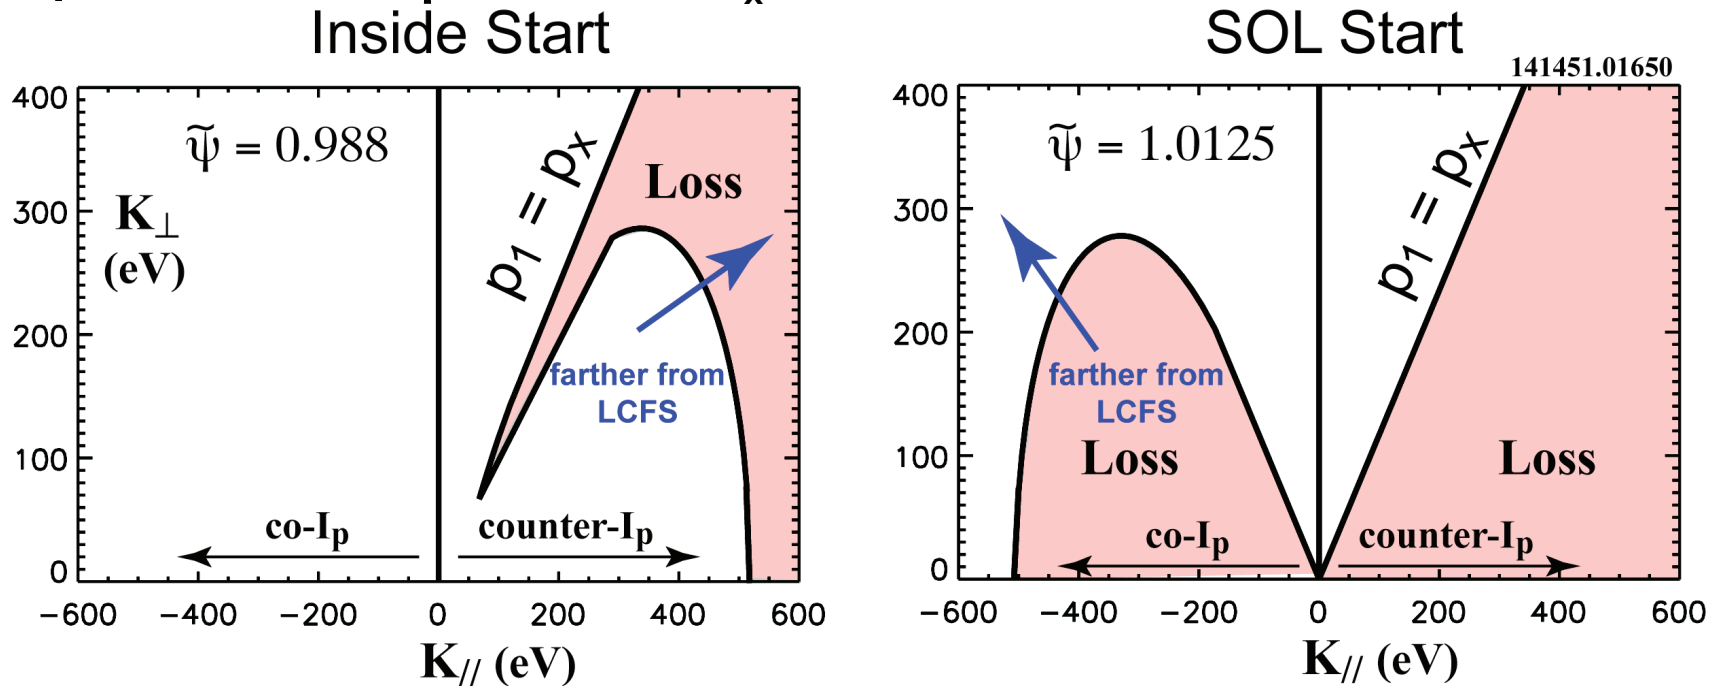 Inside Start
SOL Start
141451.01650
400
300
200
100
0
K⊥
(eV)
ψ̃ = 0.988
p1 = px
Loss
farther from
LCFS
co-Ip
counter-Ip
−600
−400
−200
0
200
400
600
K// (eV)
400
300
200
100
0
ψ̃ = 1.0125
p1 = px
farther from
LCFS
Loss
Loss
co-Ip
counter-Ip
−600
−400
−200
0
200
400
600
K// (eV)